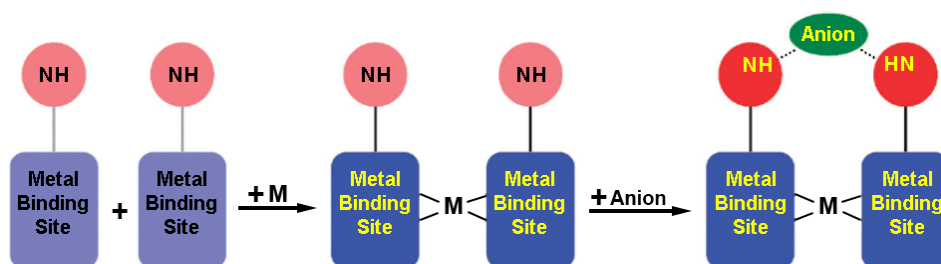 NH
NH
Metal
Binding
Site
+
Metal
Binding
Site
+M
NH
NH
Metal
Binding
Site
M
Metal
Binding
Site
+Anion
Anion
NH
HN
Metal
Binding
Site
M
Metal
Binding
Site